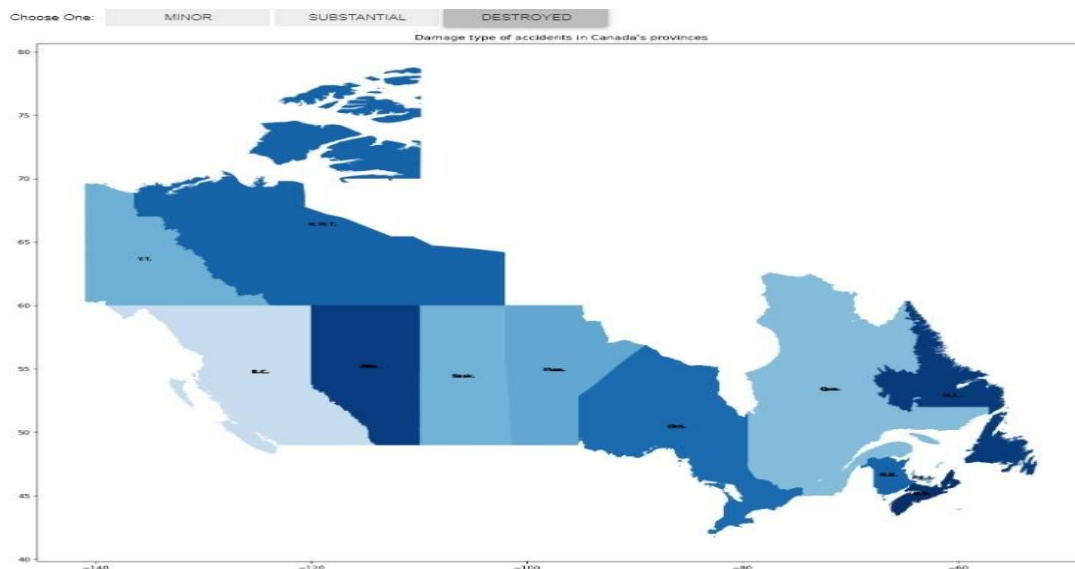 Choose One: MINOR SUBSTANTIAL DESTROYED
Damage type of accidents in Canada's provinces
80
75
70
65
60
55
50
45
40
N.W.T.
Y.T.
B.C.
Sask.
Man.
Que.
Ont.
N.B.
−140
−120
−100
−80
−60